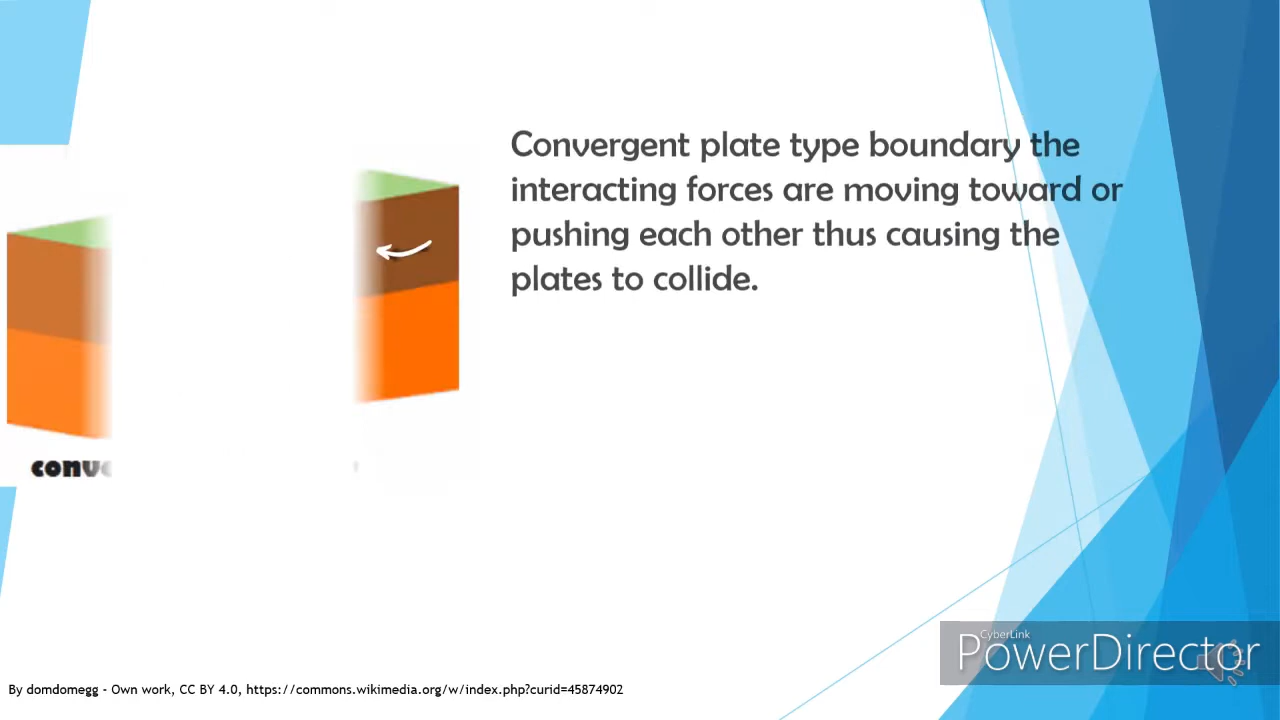 Convergent plate type boundary the
interacting forces are moving toward or
pushing each other thus causing the
plates to collide.
conv
CyberLink
PowerDirector
By domdomegg - Own work, CC BY 4.0, https://commons.wikimedia.org/w/index.php?curid=45874902